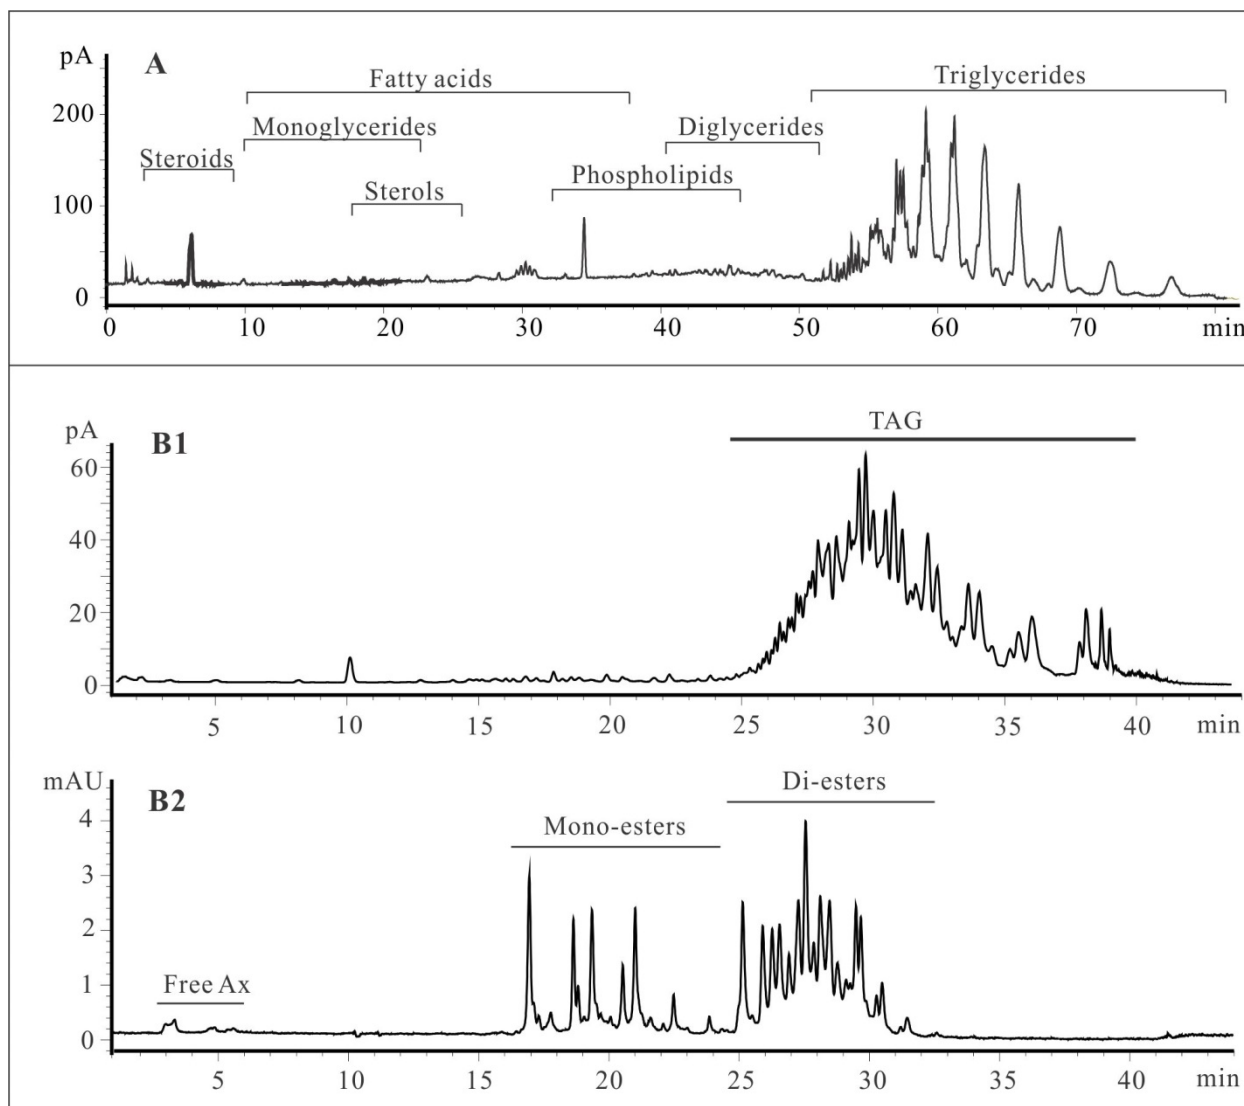 pA
A
Fatty acids
Triglycerides
200
Monoglycerides
Diglycerides
Steroids
Phospholipids
Sterols
100
0
0 10 20 30 40 50 60 70 min
pA
B1
TAG
60
40
20
0
5 10 15 20 25 30 35 40 min
mAU
B2
Di-esters
4
Mono-esters
3
2
1
Free Ax
0
5 10 15 20 25 30 35 40 min